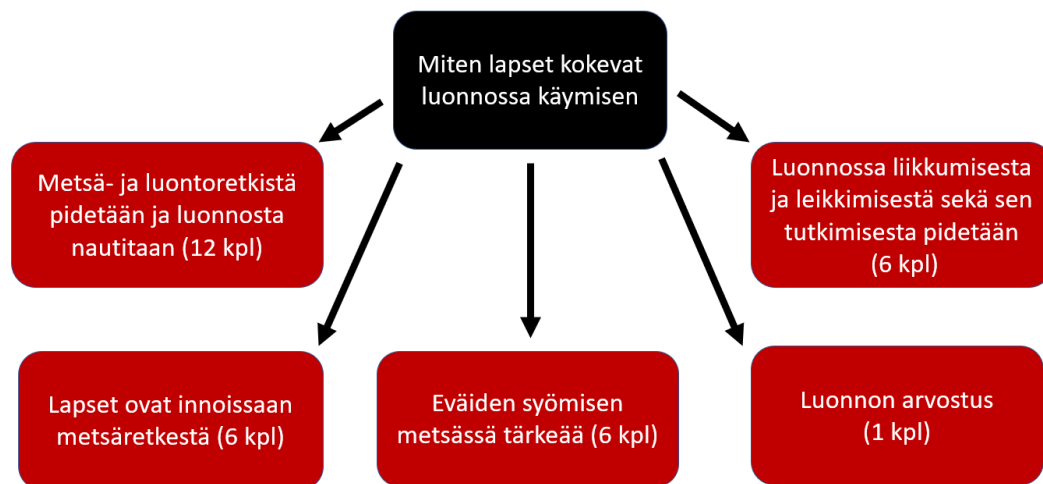 Miten lapset kokevat
luonnossa käymisen
Metsä- ja luontoretkistä
pidetään ja luonnosta
nautitaan (12 kpl)
Luonnossa liikkumisesta
ja leikkimisestä sekä sen
tutkimisesta pidetään
(6 kpl)
Lapset ovat innoissaan
metsäretkestä (6 kpl)
Eväiden syömisen
metsässä tärkeää (6 kpl)
Luonnon arvostus
(1 kpl)